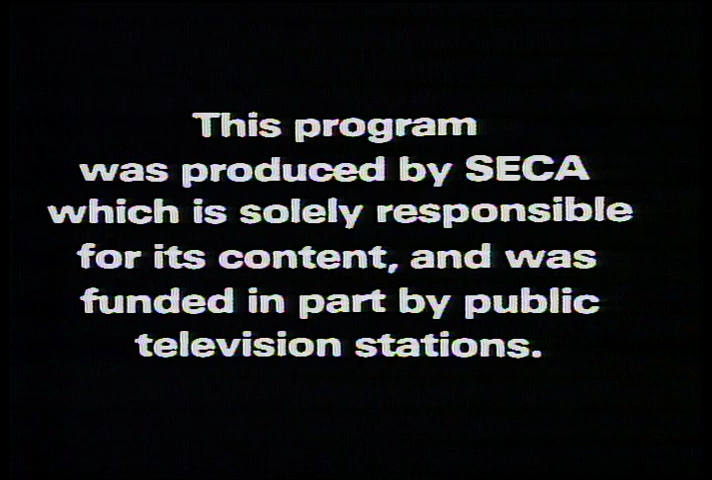 This program
was produced by SECA
which is solely responsible
for its content, and was
funded in part by public
television stations.